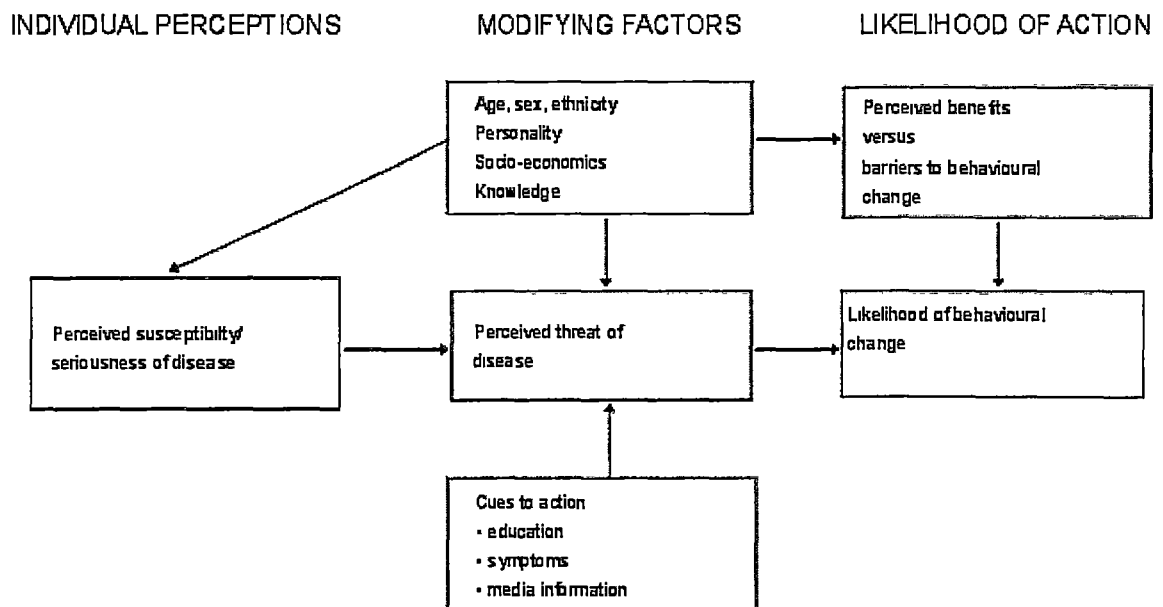 INDIVIDUAL PERCEPTIONS
MODIFYING FACTORS
LIKELIHOOD OF ACTION
Age, sex, ethnicity
Personality
Socio-economics
Knowledge
Perceived benefits
versus
barriers to behavioural
change
Perceived susceptibilty/
seriousness of disease
Perceived threat of
disease
Likelihood of behavioural
change
Cues to action
• education
• symptoms
• media information